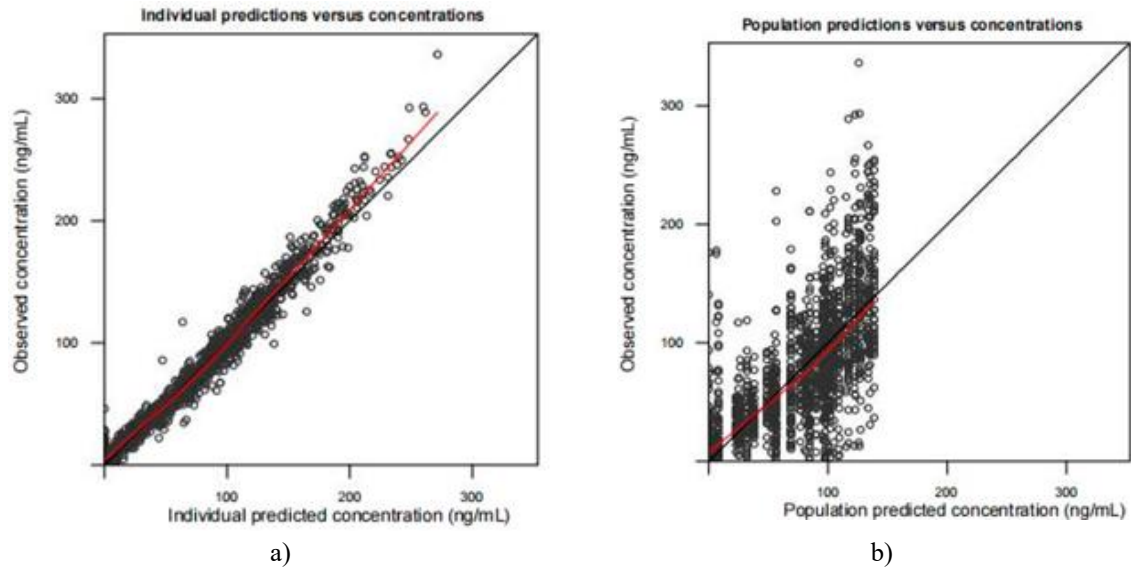 Individual predictions versus concentrations
Observed concentration (ng/mL)
300
200
100
100
200
300
Individual predicted concentration (ng/mL)
a)
Population predictions versus concentrations
Observed concentration (ng/mL)
300
200
100
100
200
300
Population predicted concentration (ng/mL)
b)